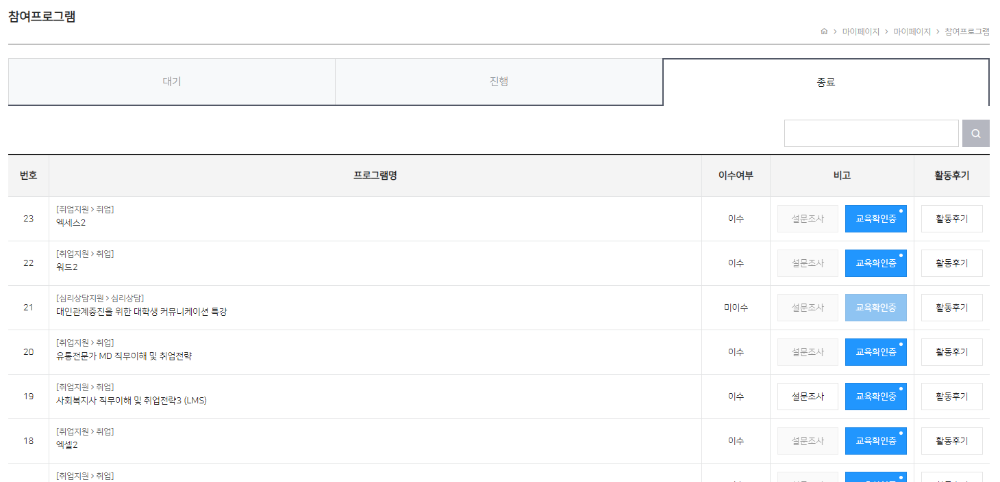 참여프로그램
마이페이지 > 마이페이지 > 참여프로그램
대기 진행 종료
번호 프로그램명 이수여부 비고 활동후기
[취업지원 > 취업]
23 엑세스2 이수 설문조사 교육확인증 활동후기
[취업지원 > 취업]
22 워드2 이수 설문조사 교육확인증 활동후기
[심리상담지원 > 심리상담]
21 대인관계증진을 위한 대학생 커뮤니케이션 특강 미이수 설문조사 교육확인증 활동후기
[취업지원 > 취업]
20 유통전문가 MD 직무이해 및 취업전략 이수 설문조사 교육확인증 활동후기
[취업지원 > 취업]
19 사회복지사 직무이해 및 취업전략3 (LMS) 이수 설문조사 교육확인증 활동후기
[취업지원 > 취업]
18 엑셀2 이수 설문조사 교육확인증 활동후기
[취업지원 > 취업]